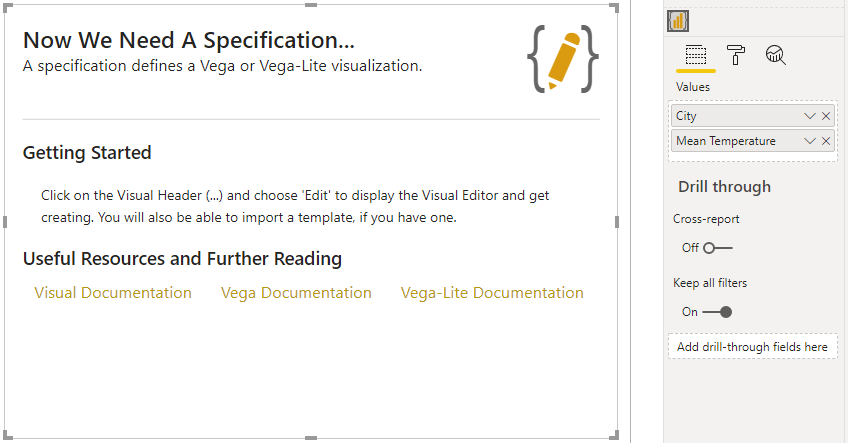 Now We Need A Specification...
A specification defines a Vega or Vega-Lite visualization.
Getting Started
Click on the Visual Header (...) and choose 'Edit' to display the Visual Editor and get
creating. You will also be able to import a template, if you have one.
Useful Resources and Further Reading
Visual Documentation Vega Documentation Vega-Lite Documentation
Values
City
Mean Temperature
Drill through
Cross-report
Off
Keep all filters
On
Add drill-through fields here